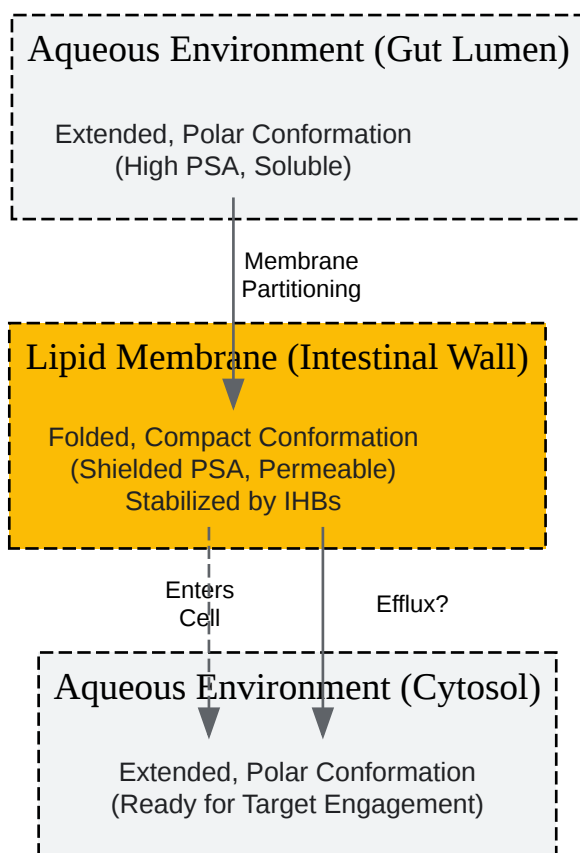 Aqueous Environment (Gut Lumen)
Extended, Polar Conformation
(High PSA, Soluble)
Membrane
Partitioning
Lipid Membrane (Intestinal Wall)
Folded, Compact Conformation
(Shielded PSA, Permeable)
Stabilized by IHBs
Enters
Cell
Efflux?
Aqueous Environment (Cytosol)
Extended, Polar Conformation
(Ready for Target Engagement)